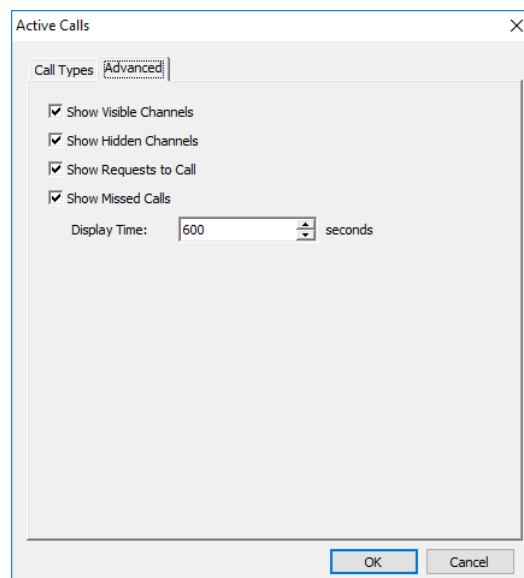 Active Calls
Call Types Advanced
Show Visible Channels
Show Hidden Channels
Show Requests to Call
Show Missed Calls
Display Time: 600 seconds
OK Cancel